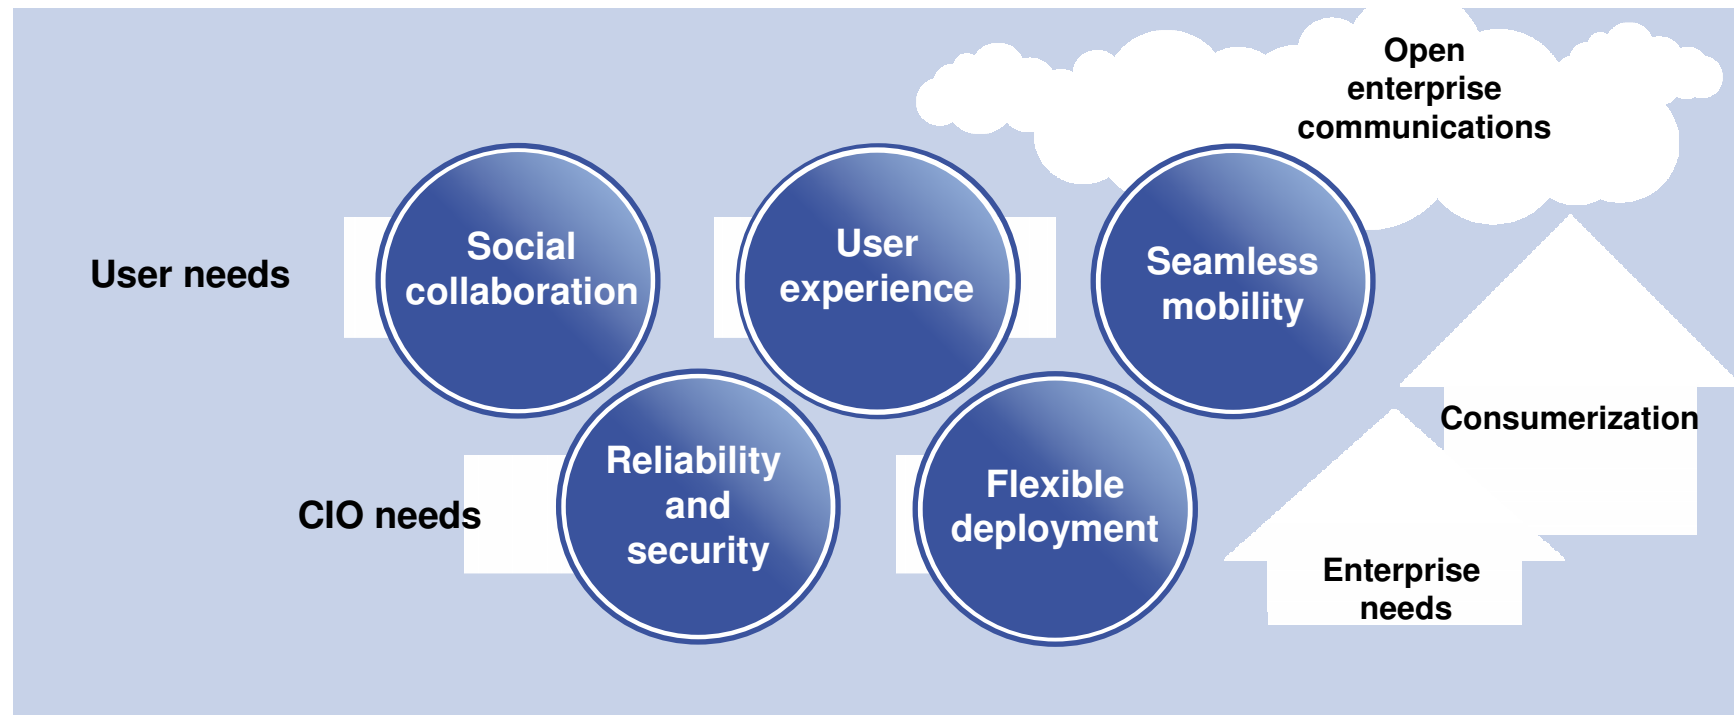 Open
enterprise
communications
User needs
Social
collaboration
User
experience
Seamless
mobility
Consumerization
CIO needs
Reliability
and
security
Flexible
deployment
Enterprise
needs